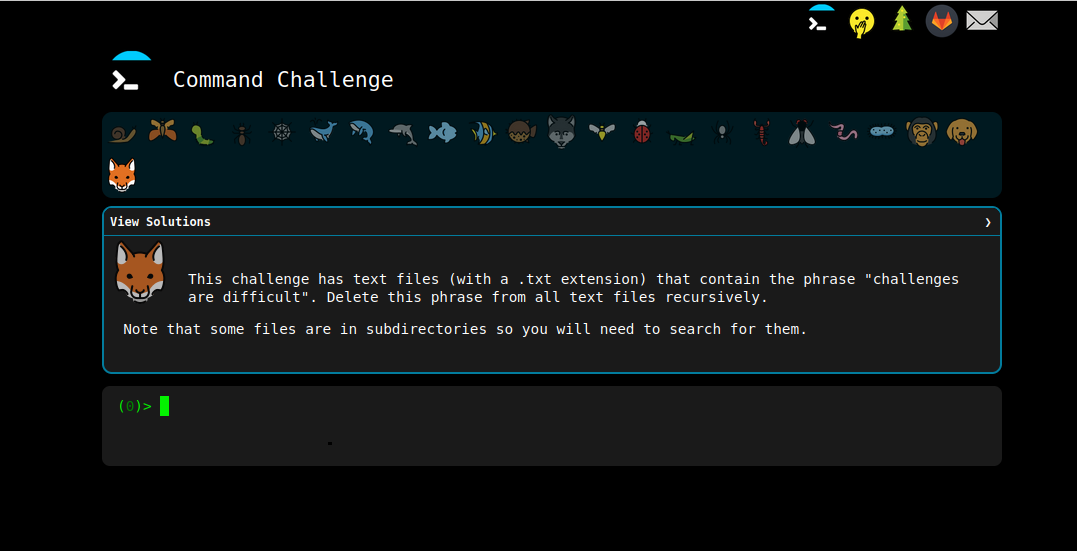 Command Challenge
View Solutions
This challenge has text files (with a .txt extension) that contain the phrase "challenges
are difficult". Delete this phrase from all text files recursively.
Note that some files are in subdirectories so you will need to search for them.
(0)>